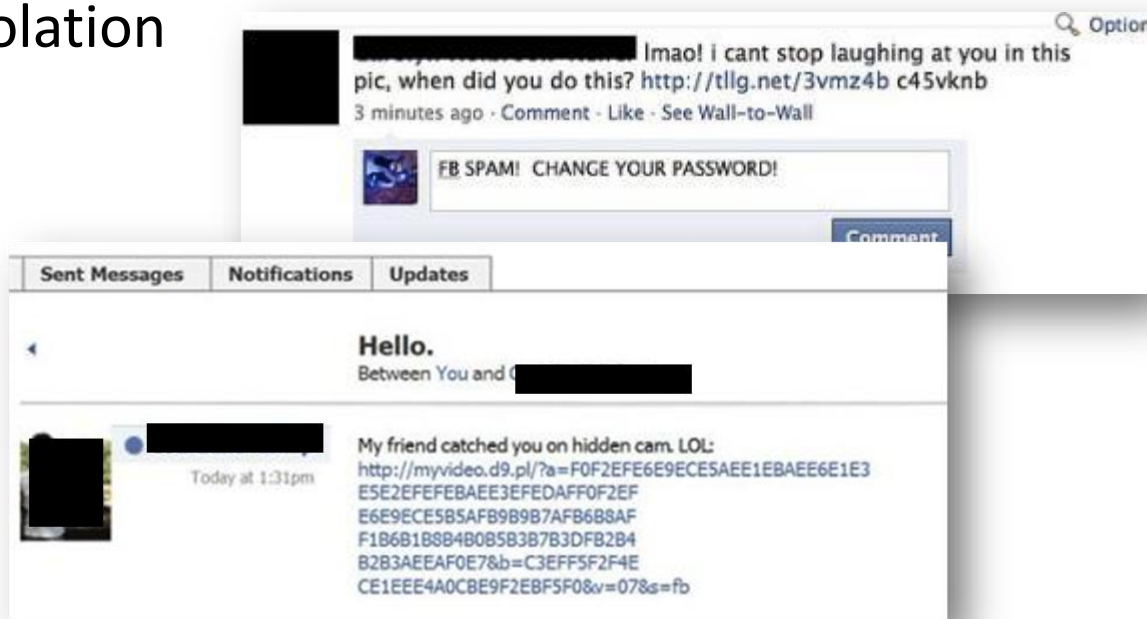 olation
Option
lmao! i cant stop laughing at you in this
pic, when did you do this? http://tllg.net/3vmz4b c45vknb
3 minutes ago · Comment · Like · See Wall-to-Wall
FB SPAM! CHANGE YOUR PASSWORD!
Comment
Sent Messages Notifications Updates
Hello.
Between You and
My friend catched you on hidden cam. LOL:
Today at 1:31pm
http://myvideo.d9.pl/?a=F0F2EFE6E9ECE5AEE1EBAEE6E1E3
E5E2EFEFEBAEE3EFEDAFF0F2EF
E6E9ECE5B5AFB9B9B7AFB6B8AF
F1B6B1B8B4B0B5B3B7B3DFB2B4
B2B3AEEAF0E7&b=C3EFF5F2F4E
CE1EEE4A0CBE9F2EBF5F0&v=07&s=fb